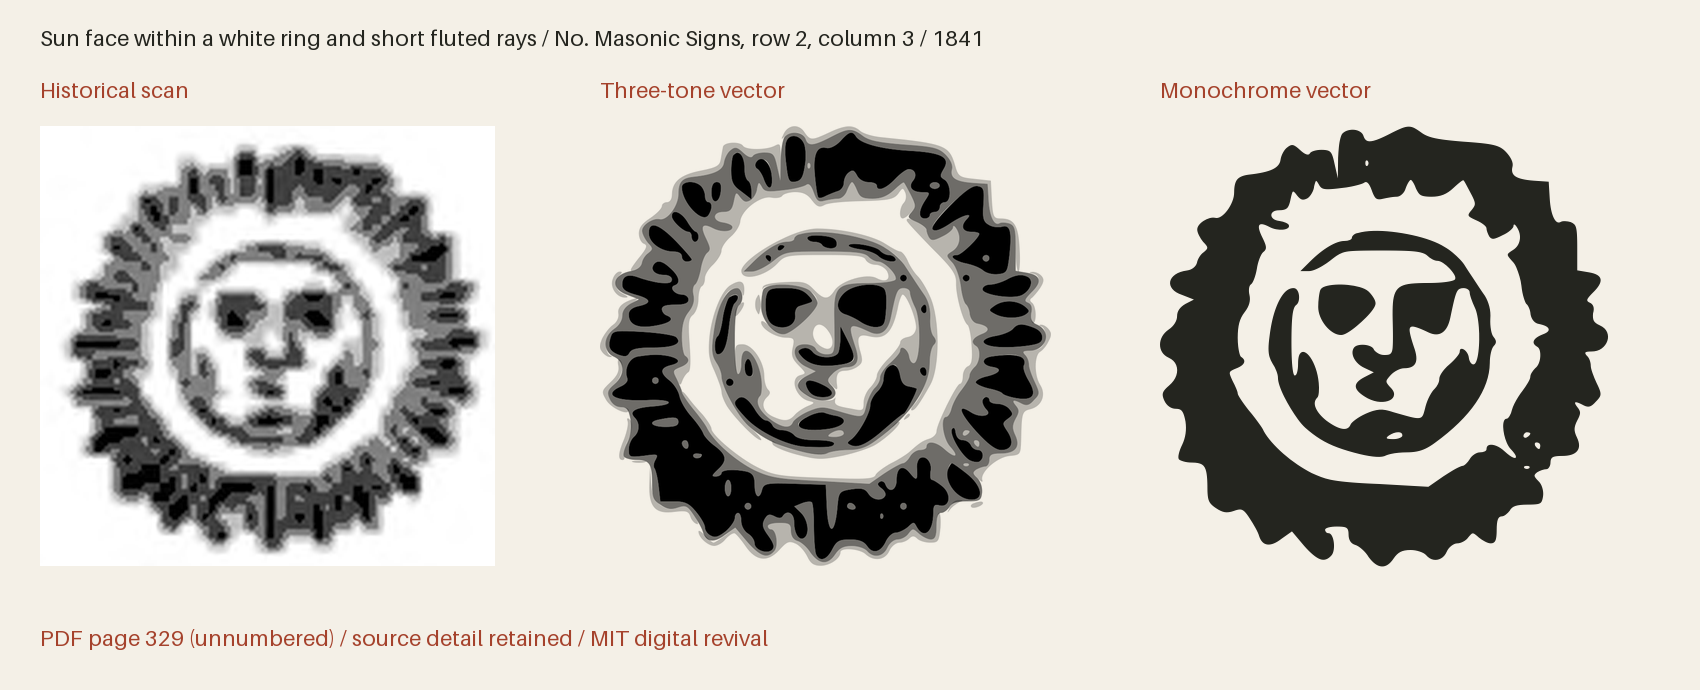 Sun face within a white ring and short fluted rays / No. Masonic Signs, row 2, column 3 / 1841
Historical scan
Three-tone vector
Monochrome vector
PDF page 329 (unnumbered) / source detail retained / MIT digital revival